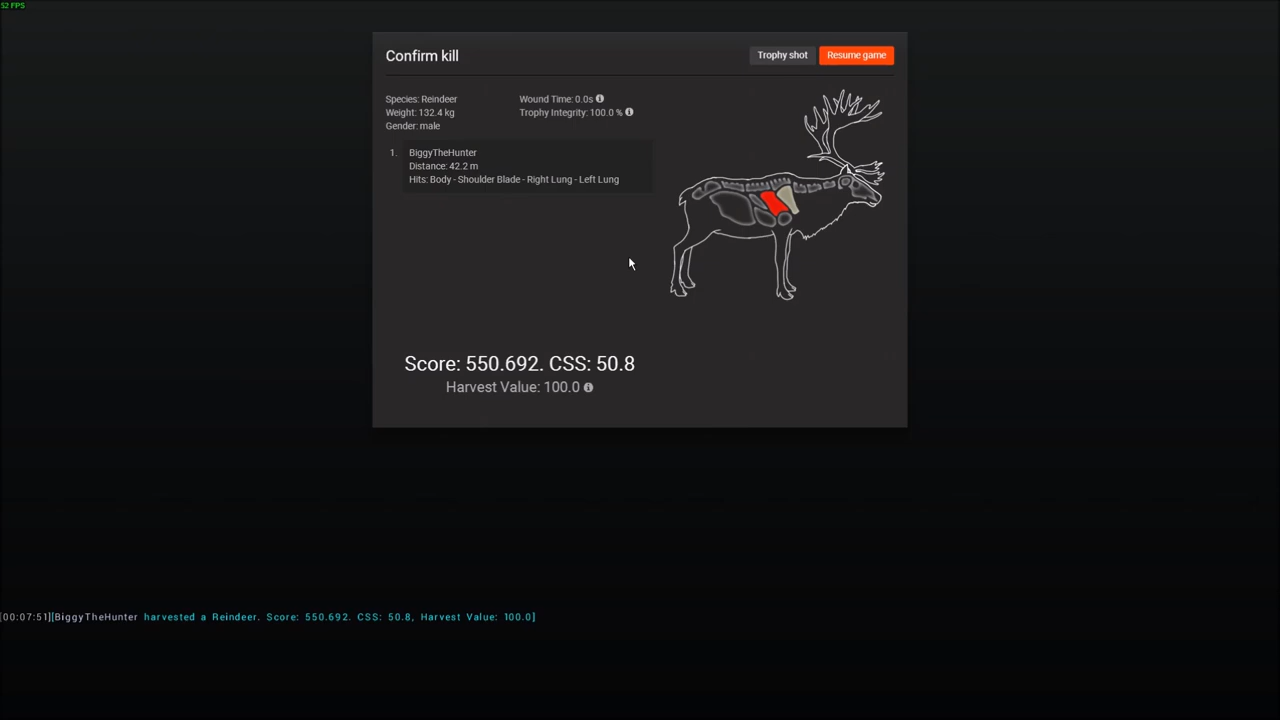 52 FPS
Confirm kill
Trophy shot
Resume game
Species: Reindeer
Weight: 132.4 kg
Gender: male
Wound Time: 0.0s
Trophy Integrity: 100.0 %
1.
BiggyTheHunter
Distance: 42.2 m
Hits: Body - Shoulder Blade - Right Lung - Left Lung
Score: 550.692. CSS: 50.8
Harvest Value: 100.0
[00:07:51][BiggyTheHunter harvested a Reindeer. Score: 550.692. CSS: 50.8, Harvest Value: 100.0]